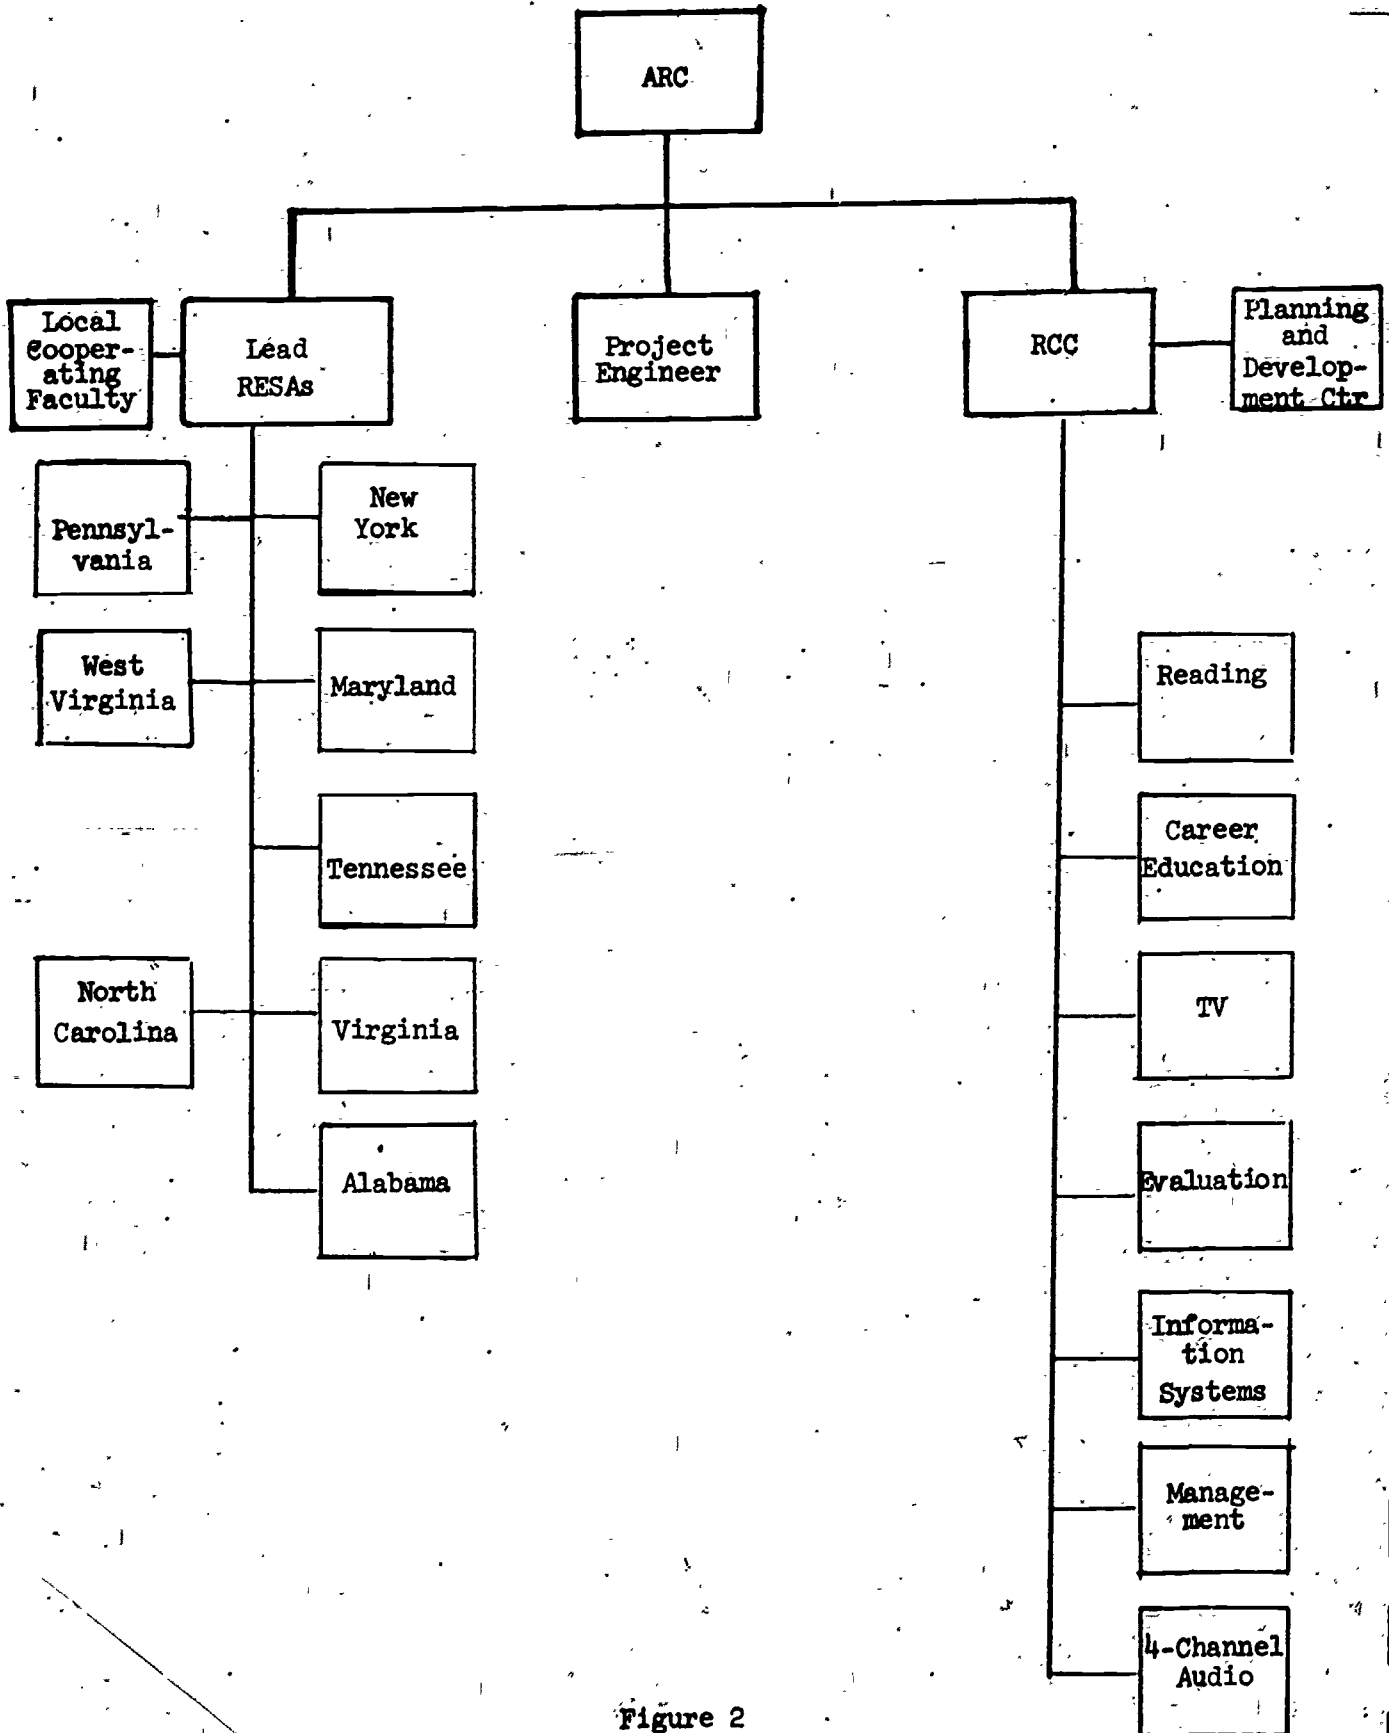 ARC
Local
Cooper-
ating
Faculty
Lead
RESAs
Project
Engineer
RCC
Planning
and
Develop-
ment Ctr
Pennsyl-
vania
New
York
West
Virginia
Maryland
Tennessee
North
Carolina
Virginia
Alabama
Reading
Career
Education
TV
Evaluation
Informa-
tion
Systems
Manage-
ment
4-Channel
Audio
Figure 2